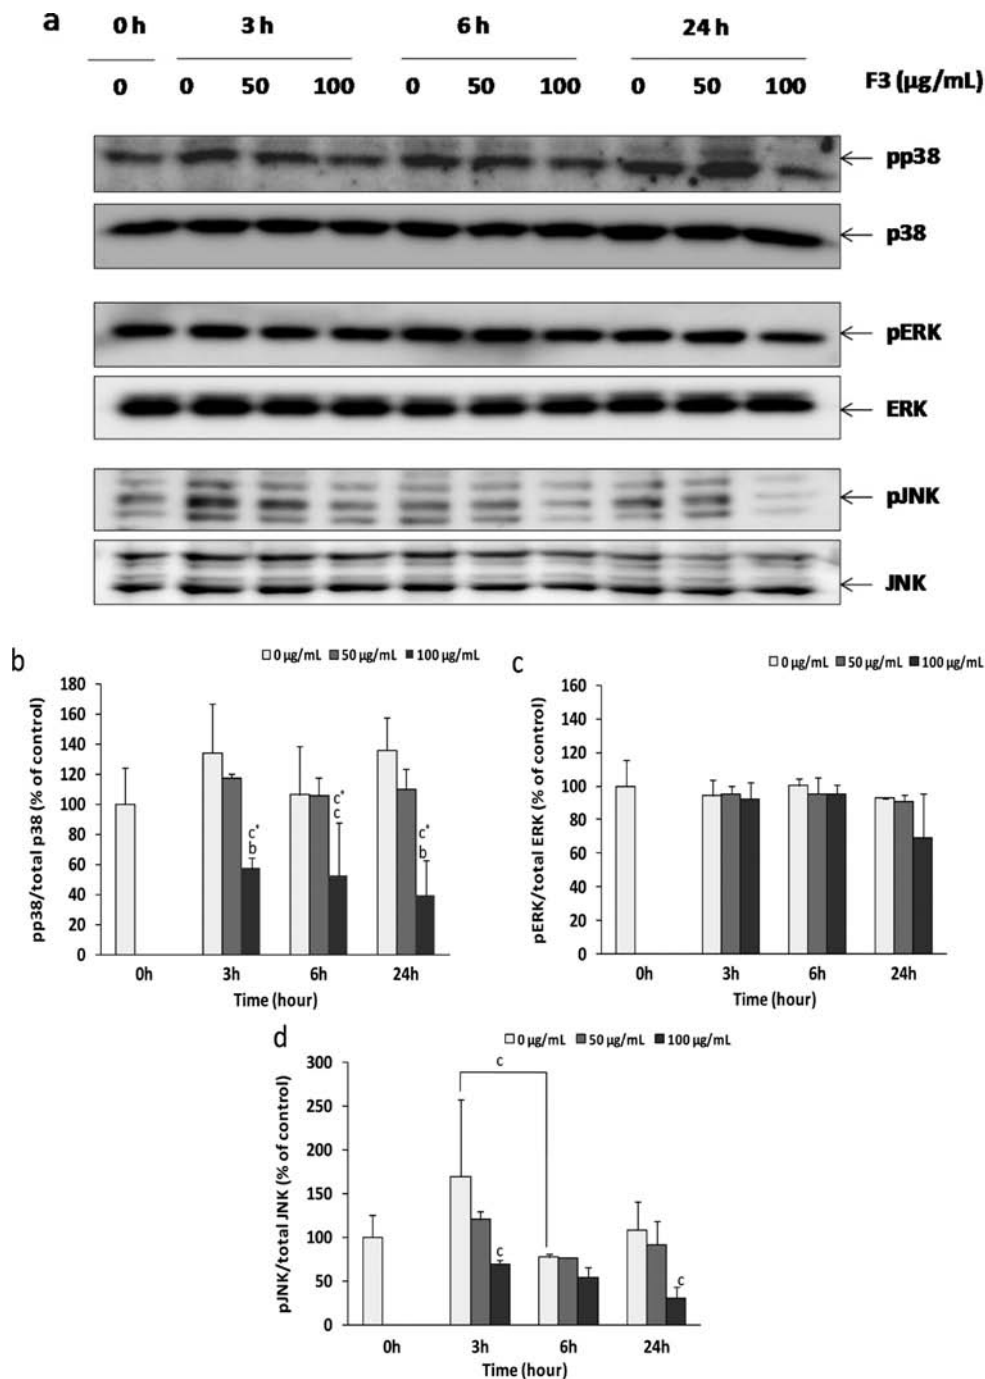 a
0 h 3 h 6 h 24 h
0 0 50 100 0 50 100 0 50 100 F3 (µg/mL)
pp38
p38
pERK
ERK
pJNK
JNK
b
0 µg/mL 50 µg/mL 100 µg/mL
pp38/total p38 (% of control)
180
160
140
120
100
80
60
40
20
0
c*
b
c*
c
c*
b
0h 3h 6h 24h
Time (hour)
c
0 µg/mL 50 µg/mL 100 µg/mL
pERK/total ERK (% of control)
160
140
120
100
80
60
40
20
0
0h 3h 6h 24h
Time (hour)
d
0 µg/mL 50 µg/mL 100 µg/mL
pJNK/total JNK (% of control)
300
250
200
150
100
50
0
c
c
c
0h 3h 6h 24h
Time (hour)